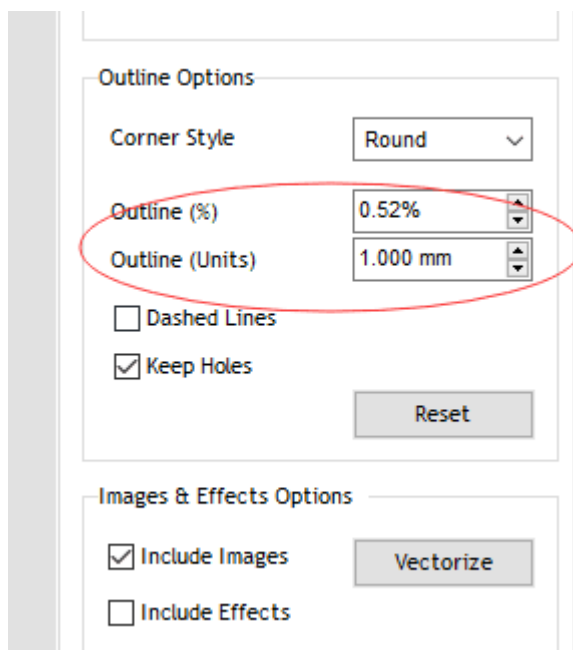 Outline Options
Corner Style Round
Outline (%) 0.52%
Outline (Units) 1.000 mm
Dashed Lines
Keep Holes
Reset
Images & Effects Options
Include Images Vectorize
Include Effects